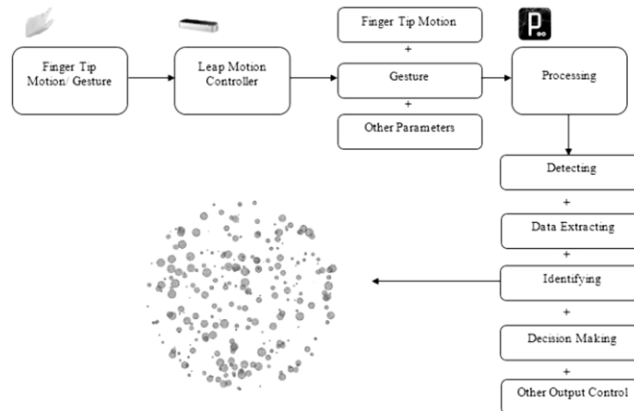 Finger Tip
Motion/ Gesture
Leap Motion
Controller
Finger Tip Motion
+
Gesture
+
Other Parameters
P
Processing
Detecting
+
Data Extracting
+
Identifying
+
Decision Making
+
Other Output Control